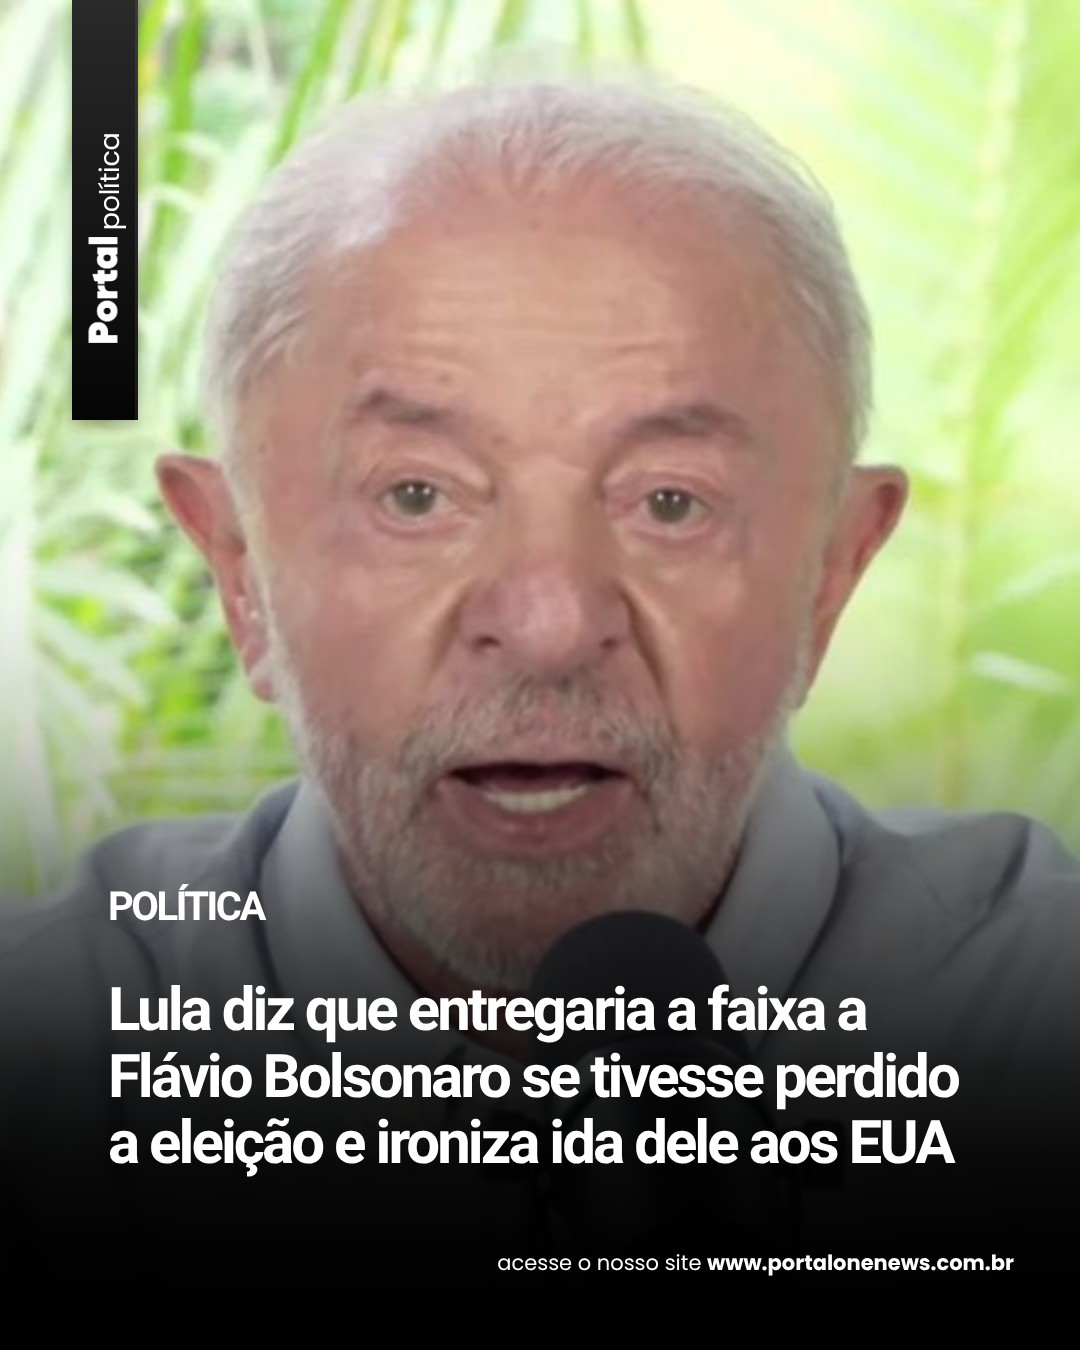 Portal política
POLÍTICA
Lula diz que entregaria a faixa a
Flávio Bolsonaro se tivesse perdido
a eleição e ironiza ida dele aos EUA
acesse o nosso site www.portalonenews.com.br